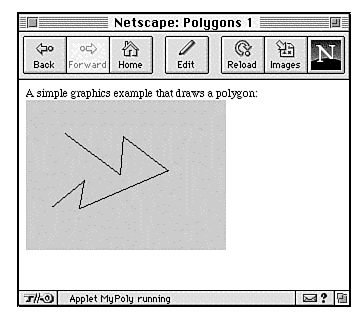 Netscape: Polygons 1
Back Forward Home Edit Reload Images N
A simple graphics example that draws a polygon:
Applet MyPoly running ?